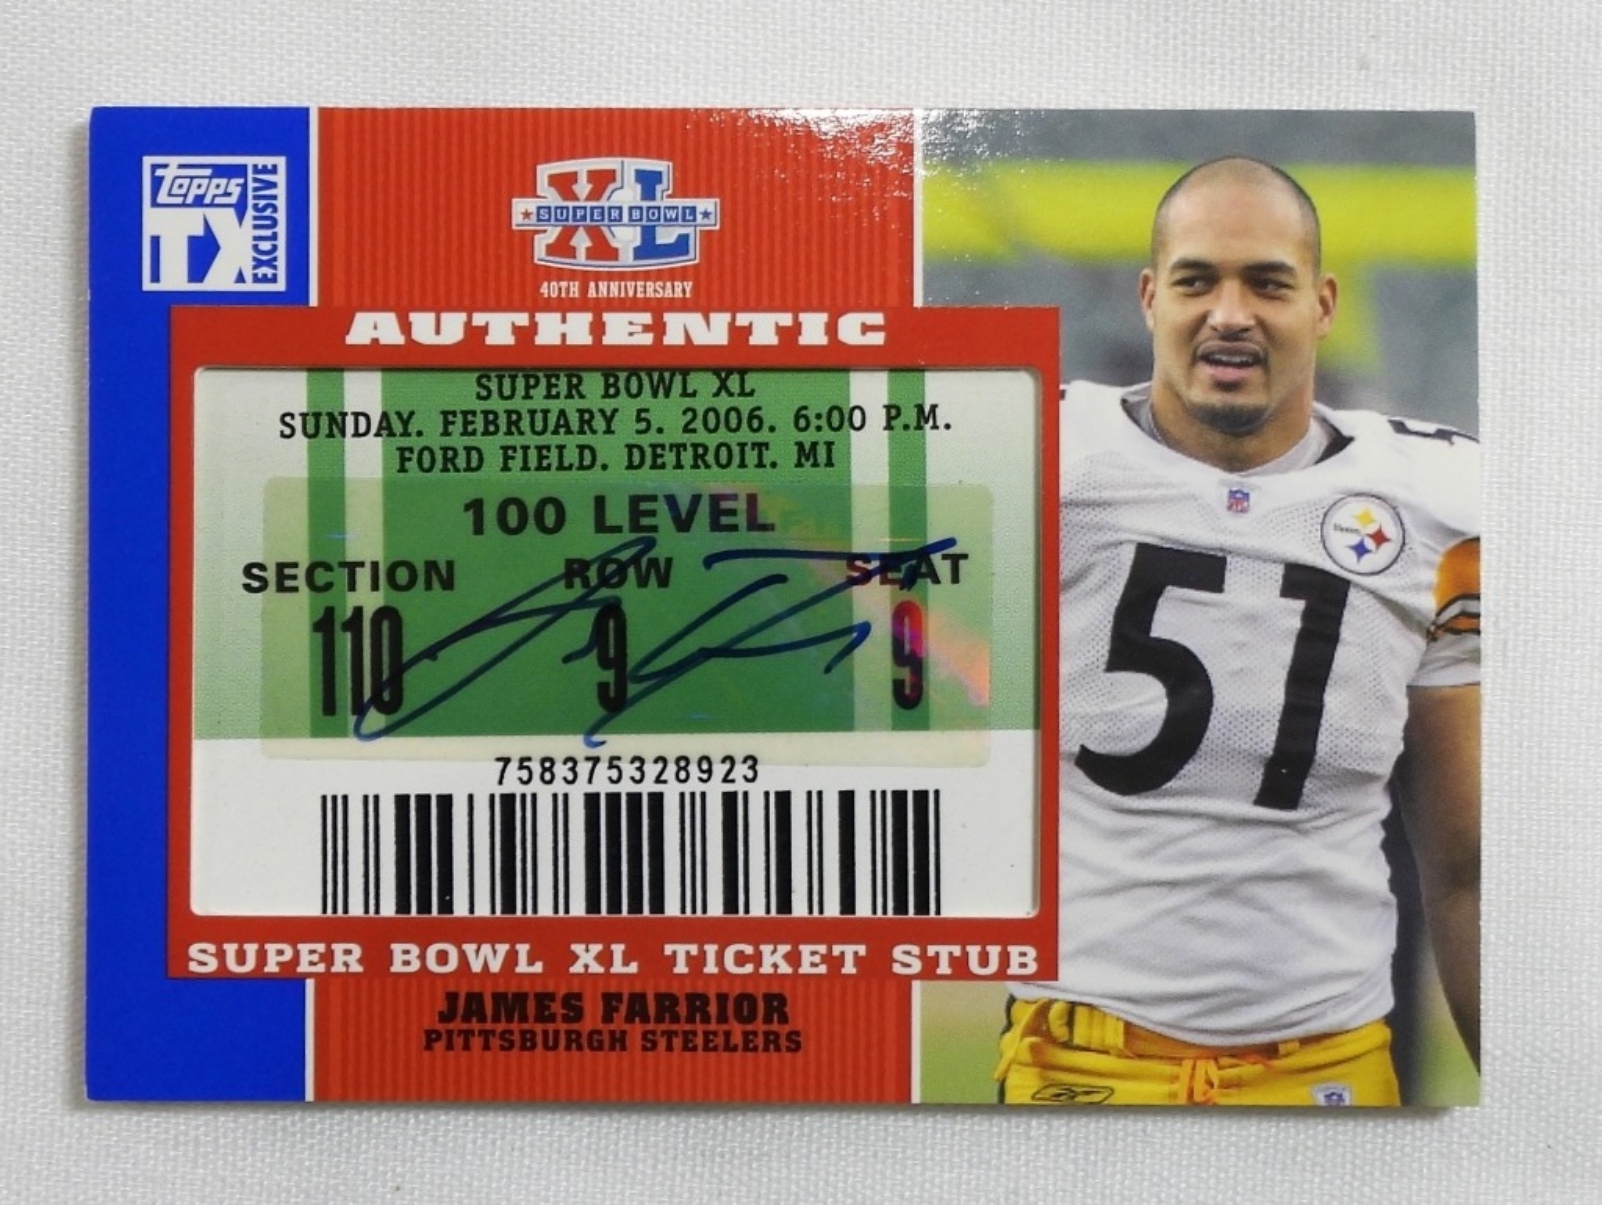 Topps
TX
EXCLUSIVE
XL
SUPER BOWL
40TH ANNIVERSARY
AUTHENTIC
SUPER BOWL XL
SUNDAY. FEBRUARY 5. 2006. 6:00 P.M.
FORD FIELD. DETROIT. MI
100 LEVEL
SECTION ROW SEAT
110 9 9
758375328923
SUPER BOWL XL TICKET STUB
JAMES FARRIOR
PITTSBURGH STEELERS
51
Steelers
NFL